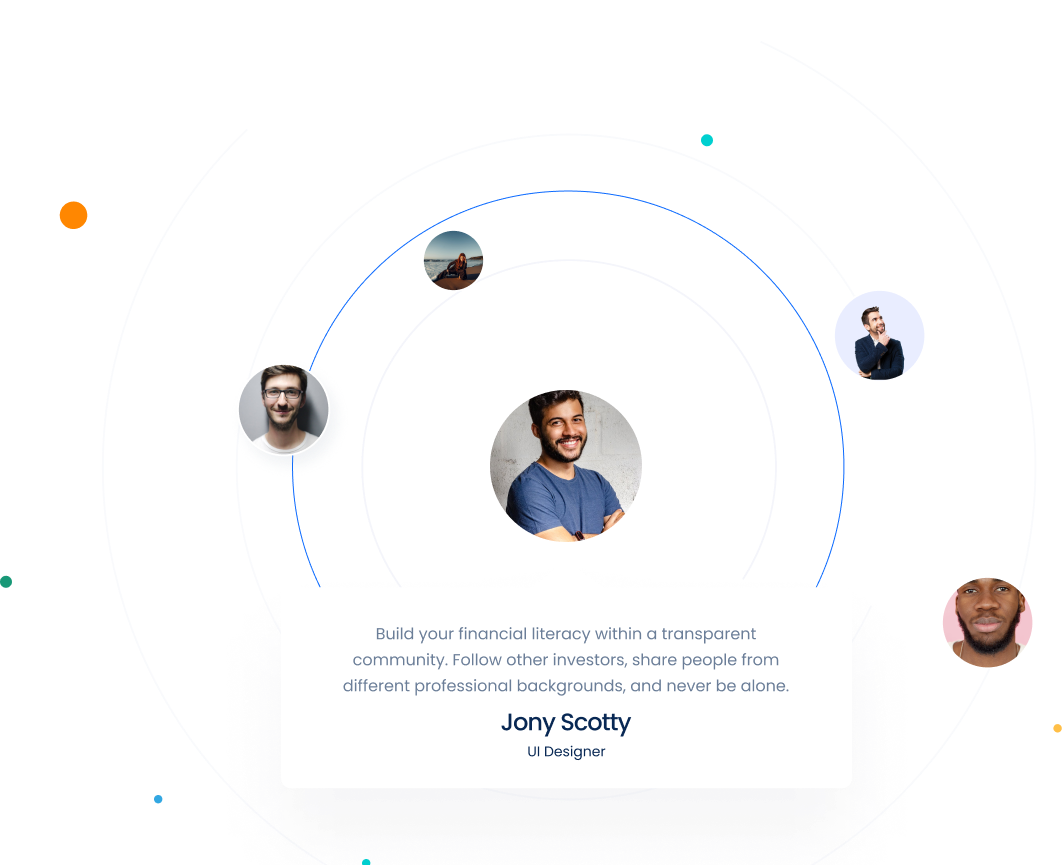 Build your financial literacy within a transparent
community. Follow other investors, share people from
different professional backgrounds, and never be alone.
Jony Scotty
UI Designer